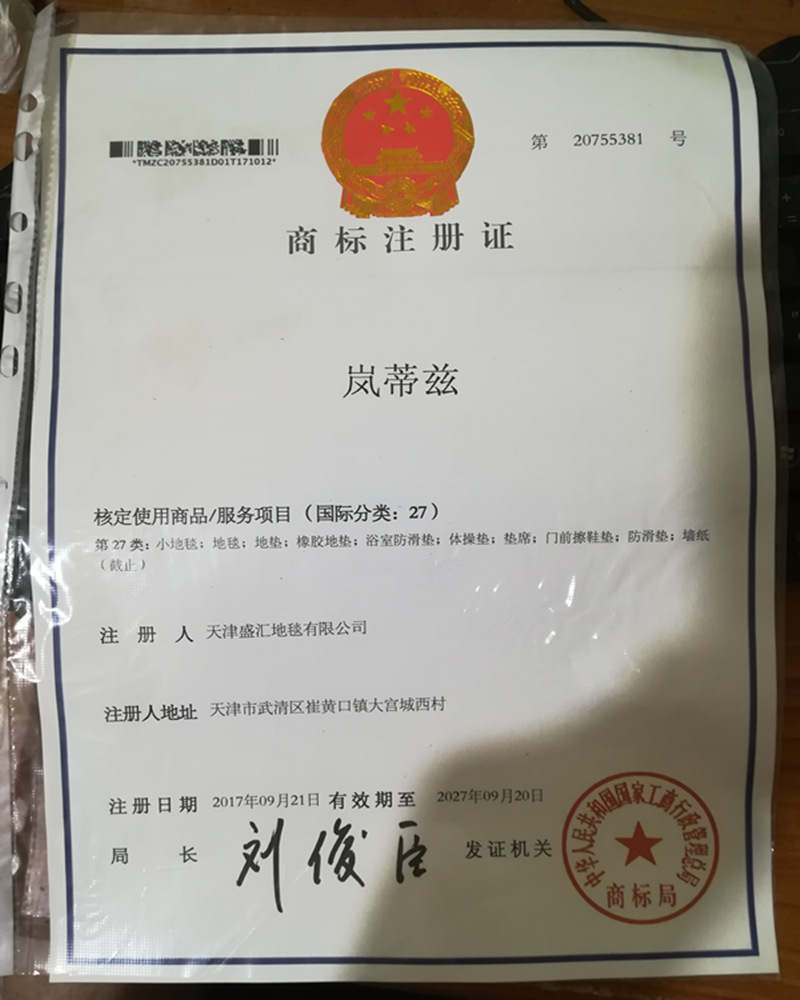 第 20755381 号
*TMZC20755381D01T171012*
商标注册证
岚蒂兹
核定使用商品/服务项目（国际分类：27）
第27类：小地毯；地毯；地垫；橡胶地垫；浴室防滑垫；体操垫；垫席；门前擦鞋垫；防滑垫；墙纸
（截止）
注册人 天津盛汇地毯有限公司
注册人地址 天津市武清区崔黄口镇大宫城西村
注册日期 2017年09月21日 有效期至 2027年09月20日
局长 刘俊臣 发证机关
中华人民共和国国家工商行政管理总局
商标局